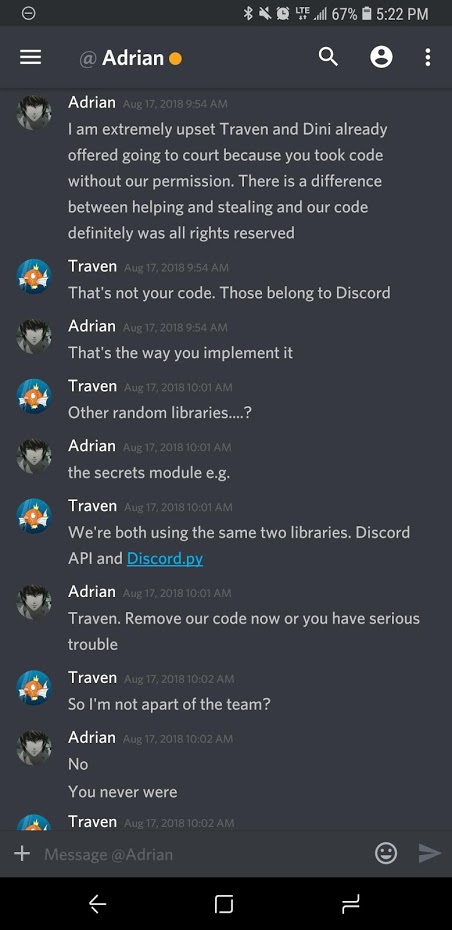 LTE 67% 5:22 PM
@ Adrian
Adrian Aug 17, 2018 9:54 AM
I am extremely upset Traven and Dini already
offered going to court because you took code
without our permission. There is a difference
between helping and stealing and our code
definitely was all rights reserved
Traven Aug 17, 2018 9:54 AM
That's not your code. Those belong to Discord
Adrian Aug 17, 2018 9:54 AM
That's the way you implement it
Traven Aug 17, 2018 10:01 AM
Other random libraries....?
Adrian Aug 17, 2018 10:01 AM
the secrets module e.g.
Traven Aug 17, 2018 10:01 AM
We're both using the same two libraries. Discord
API and Discord.py
Adrian Aug 17, 2018 10:01 AM
Traven. Remove our code now or you have serious
trouble
Traven Aug 17, 2018 10:02 AM
So I'm not apart of the team?
Adrian Aug 17, 2018 10:02 AM
No
You never were
Traven Aug 17, 2018 10:02 AM
Message @Adrian